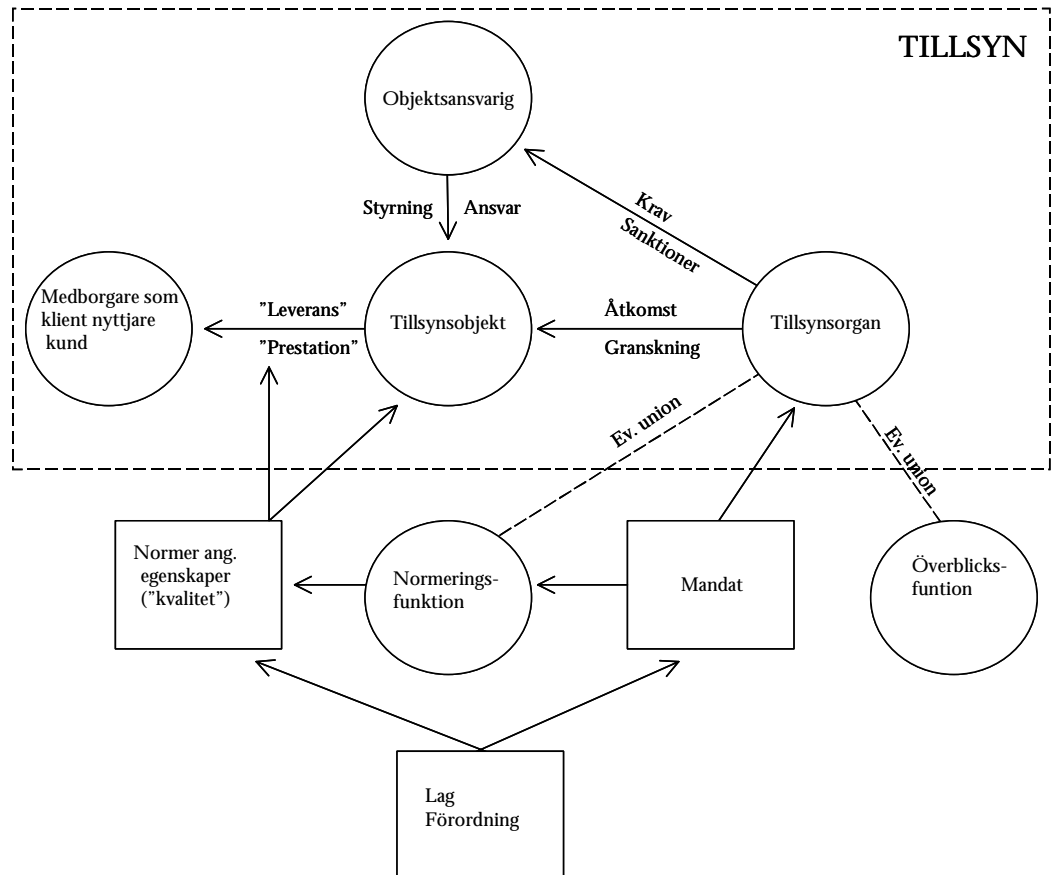 TILLSYN
Objektsansvarig
Styrning Ansvar
Krav
Sanktioner
Medborgare som
klient nyttjare
kund
”Leverans”
”Prestation”
Tillsynsobjekt
Åtkomst
Granskning
Tillsynsorgan
Ev. union
Ev. union
Normer ang.
egenskaper
("kvalitet")
Normerings-
funktion
Mandat
Överblicks-
funtion
Lag
Förordning